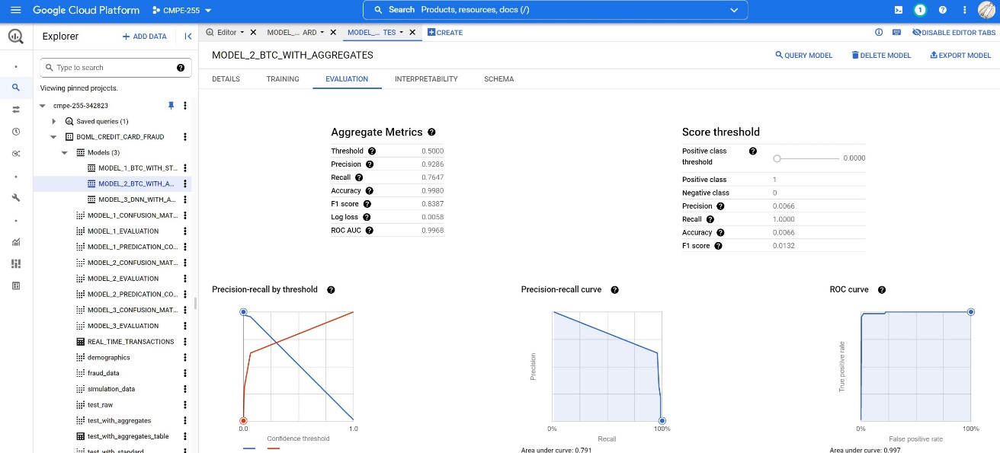 Google Cloud Platform
CMPE-255
Search Products, resources, docs (/)
1
Explorer
+ ADD DATA
Editor
MODEL_... ARD
MODEL_... TES
CREATE
DISABLE EDITOR TABS
Type to search
Viewing pinned projects.
cmpe-255-342823
Saved queries (1)
BQML_CREDIT_CARD_FRAUD
Models (3)
MODEL_1_BTC_WITH_ST...
MODEL_2_BTC_WITH_A...
MODEL_3_DNN_WITH_A...
MODEL_1_CONFUSION_MAT...
MODEL_1_EVALUATION
MODEL_1_PREDICATION_CO...
MODEL_2_CONFUSION_MAT...
MODEL_2_EVALUATION
MODEL_2_PREDICATION_CO...
MODEL_3_CONFUSION_MAT...
MODEL_3_EVALUATION
REAL_TIME_TRANSACTIONS
demographics
fraud_data
simulation_data
test_raw
test_with_aggregates
test_with_aggregates_table
test_with_standard
MODEL_2_BTC_WITH_AGGREGATES
QUERY MODEL
DELETE MODEL
EXPORT MODEL
DETAILS
TRAINING
EVALUATION
INTERPRETABILITY
SCHEMA
Aggregate Metrics
Threshold 0.5000
Precision 0.9286
Recall 0.7647
Accuracy 0.9980
F1 score 0.8387
Log loss 0.0058
ROC AUC 0.9968
Score threshold
Positive class threshold 0.0000
Positive class 1
Negative class 0
Precision 0.0066
Recall 1.0000
Accuracy 0.0066
F1 score 0.0132
Precision-recall by threshold
0.0 1.0
Confidence threshold
Precision-recall curve
Precision
0% 100%
Recall
Area under curve: 0.791
ROC curve
True positive rate
0% 100%
False positive rate
Area under curve: 0.997